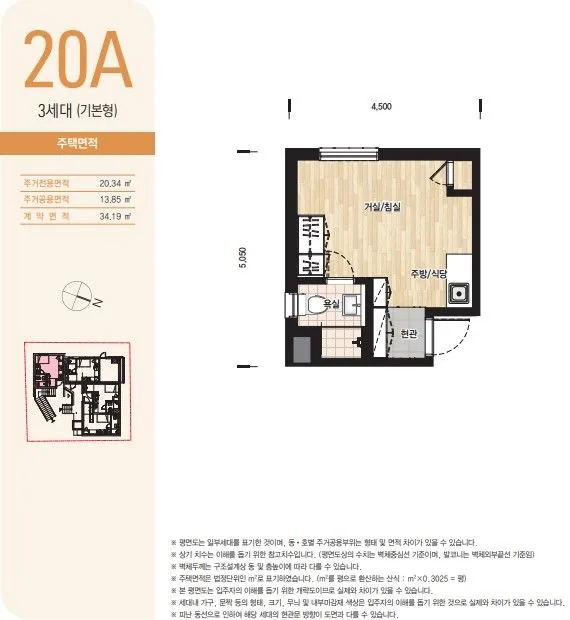 20A
3세대 (기본형)
주택면적
주거전용면적 20.34 ㎡
주거공용면적 13.85 ㎡
계 약 면 적 34.19 ㎡
N
4,500
5,050
거실/침실
주방/식당
욕실
현관
※ 평면도는 일부세대를 표기한 것이며, 동·호별 주거공용부위는 형태 및 면적 차이가 있을 수 있습니다.
※ 상기 치수는 이해를 돕기 위한 참고치수입니다. (평면도상의 수치는 벽체중심선 기준이며, 발코니는 벽체외부끝선 기준임)
※ 벽체두께는 구조설계상 동 및 층높이에 따라 다를 수 있습니다.
※ 주택면적은 법정단위인 ㎡로 표기하였습니다. (㎡를 평으로 환산하는 산식 : ㎡×0.3025 = 평)
※ 본 평면도는 입주자의 이해를 돕기 위한 개략도이므로 실제와 차이가 있을 수 있습니다.
※ 세대내 가구, 문짝 등의 형태, 크기, 무늬 및 내부마감재 색상은 입주자의 이해를 돕기 위한 것으로 실제와 차이가 있을 수 있습니다.
※ 피난 동선으로 인하여 해당 세대의 현관문 방향이 도면과 다를 수 있습니다.